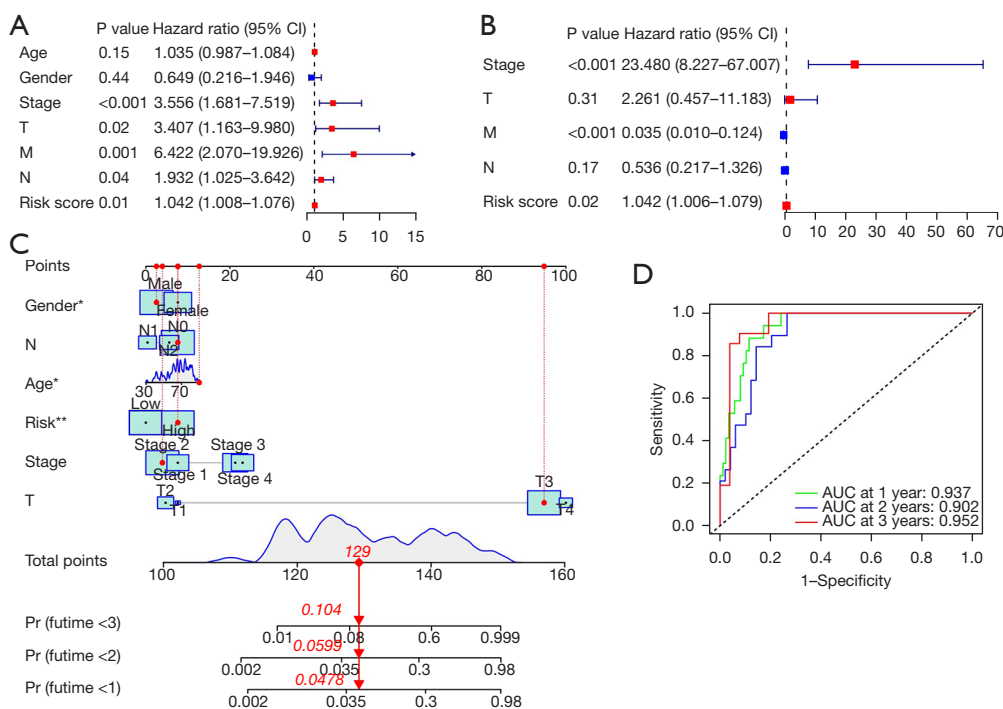 A
P value Hazard ratio (95% CI)
Age 0.15 1.035 (0.987–1.084)
Gender 0.44 0.649 (0.216–1.946)
Stage <0.001 3.556 (1.681–7.519)
T 0.02 3.407 (1.163–9.980)
M 0.001 6.422 (2.070–19.926)
N 0.04 1.932 (1.025–3.642)
Risk score 0.01 1.042 (1.008–1.076)
0 5 10 15
B
P value Hazard ratio (95% CI)
Stage <0.001 23.480 (8.227–67.007)
T 0.31 2.261 (0.457–11.183)
M <0.001 0.035 (0.010–0.124)
N 0.17 0.536 (0.217–1.326)
Risk score 0.02 1.042 (1.006–1.079)
0 10 20 30 40 50 60 70
C
Points
0 20 40 60 80 100
Male
Gender*
Female
N1 N0
N
N2
Age*
30 70
Low
Risk**
High
Stage 2 Stage 3
Stage
Stage 1 Stage 4
T3
T2
T
T1 T4
129
Total points
100 120 140 160
0.104
Pr (futime <3)
0.01 0.08 0.6 0.999
0.0599
Pr (futime <2)
0.002 0.035 0.3 0.98
0.0478
Pr (futime <1)
0.002 0.035 0.3 0.98
D
1.0
0.8
0.6
0.4
0.2
0.0
Sensitivity
AUC at 1 year: 0.937
AUC at 2 years: 0.902
AUC at 3 years: 0.952
0.0 0.2 0.4 0.6 0.8 1.0
1–Specificity